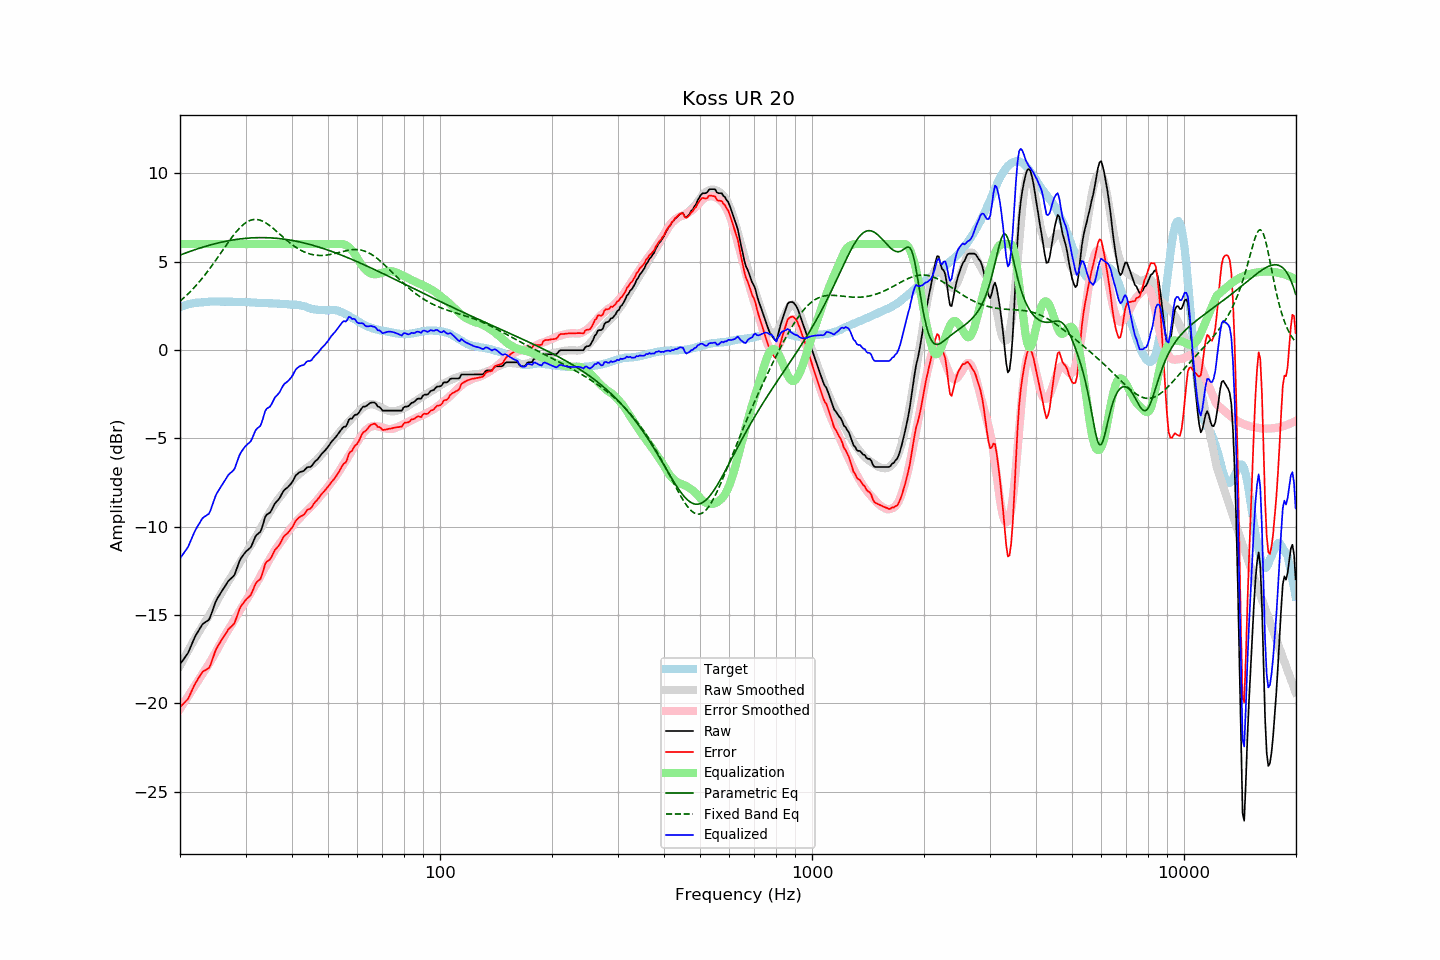 Koss UR 20
Amplitude (dBr)
10
5
0
−5
−10
−15
−20
−25
Target
Raw Smoothed
Error Smoothed
Raw
Error
Equalization
Parametric Eq
Fixed Band Eq
Equalized
100
1000
10000
Frequency (Hz)